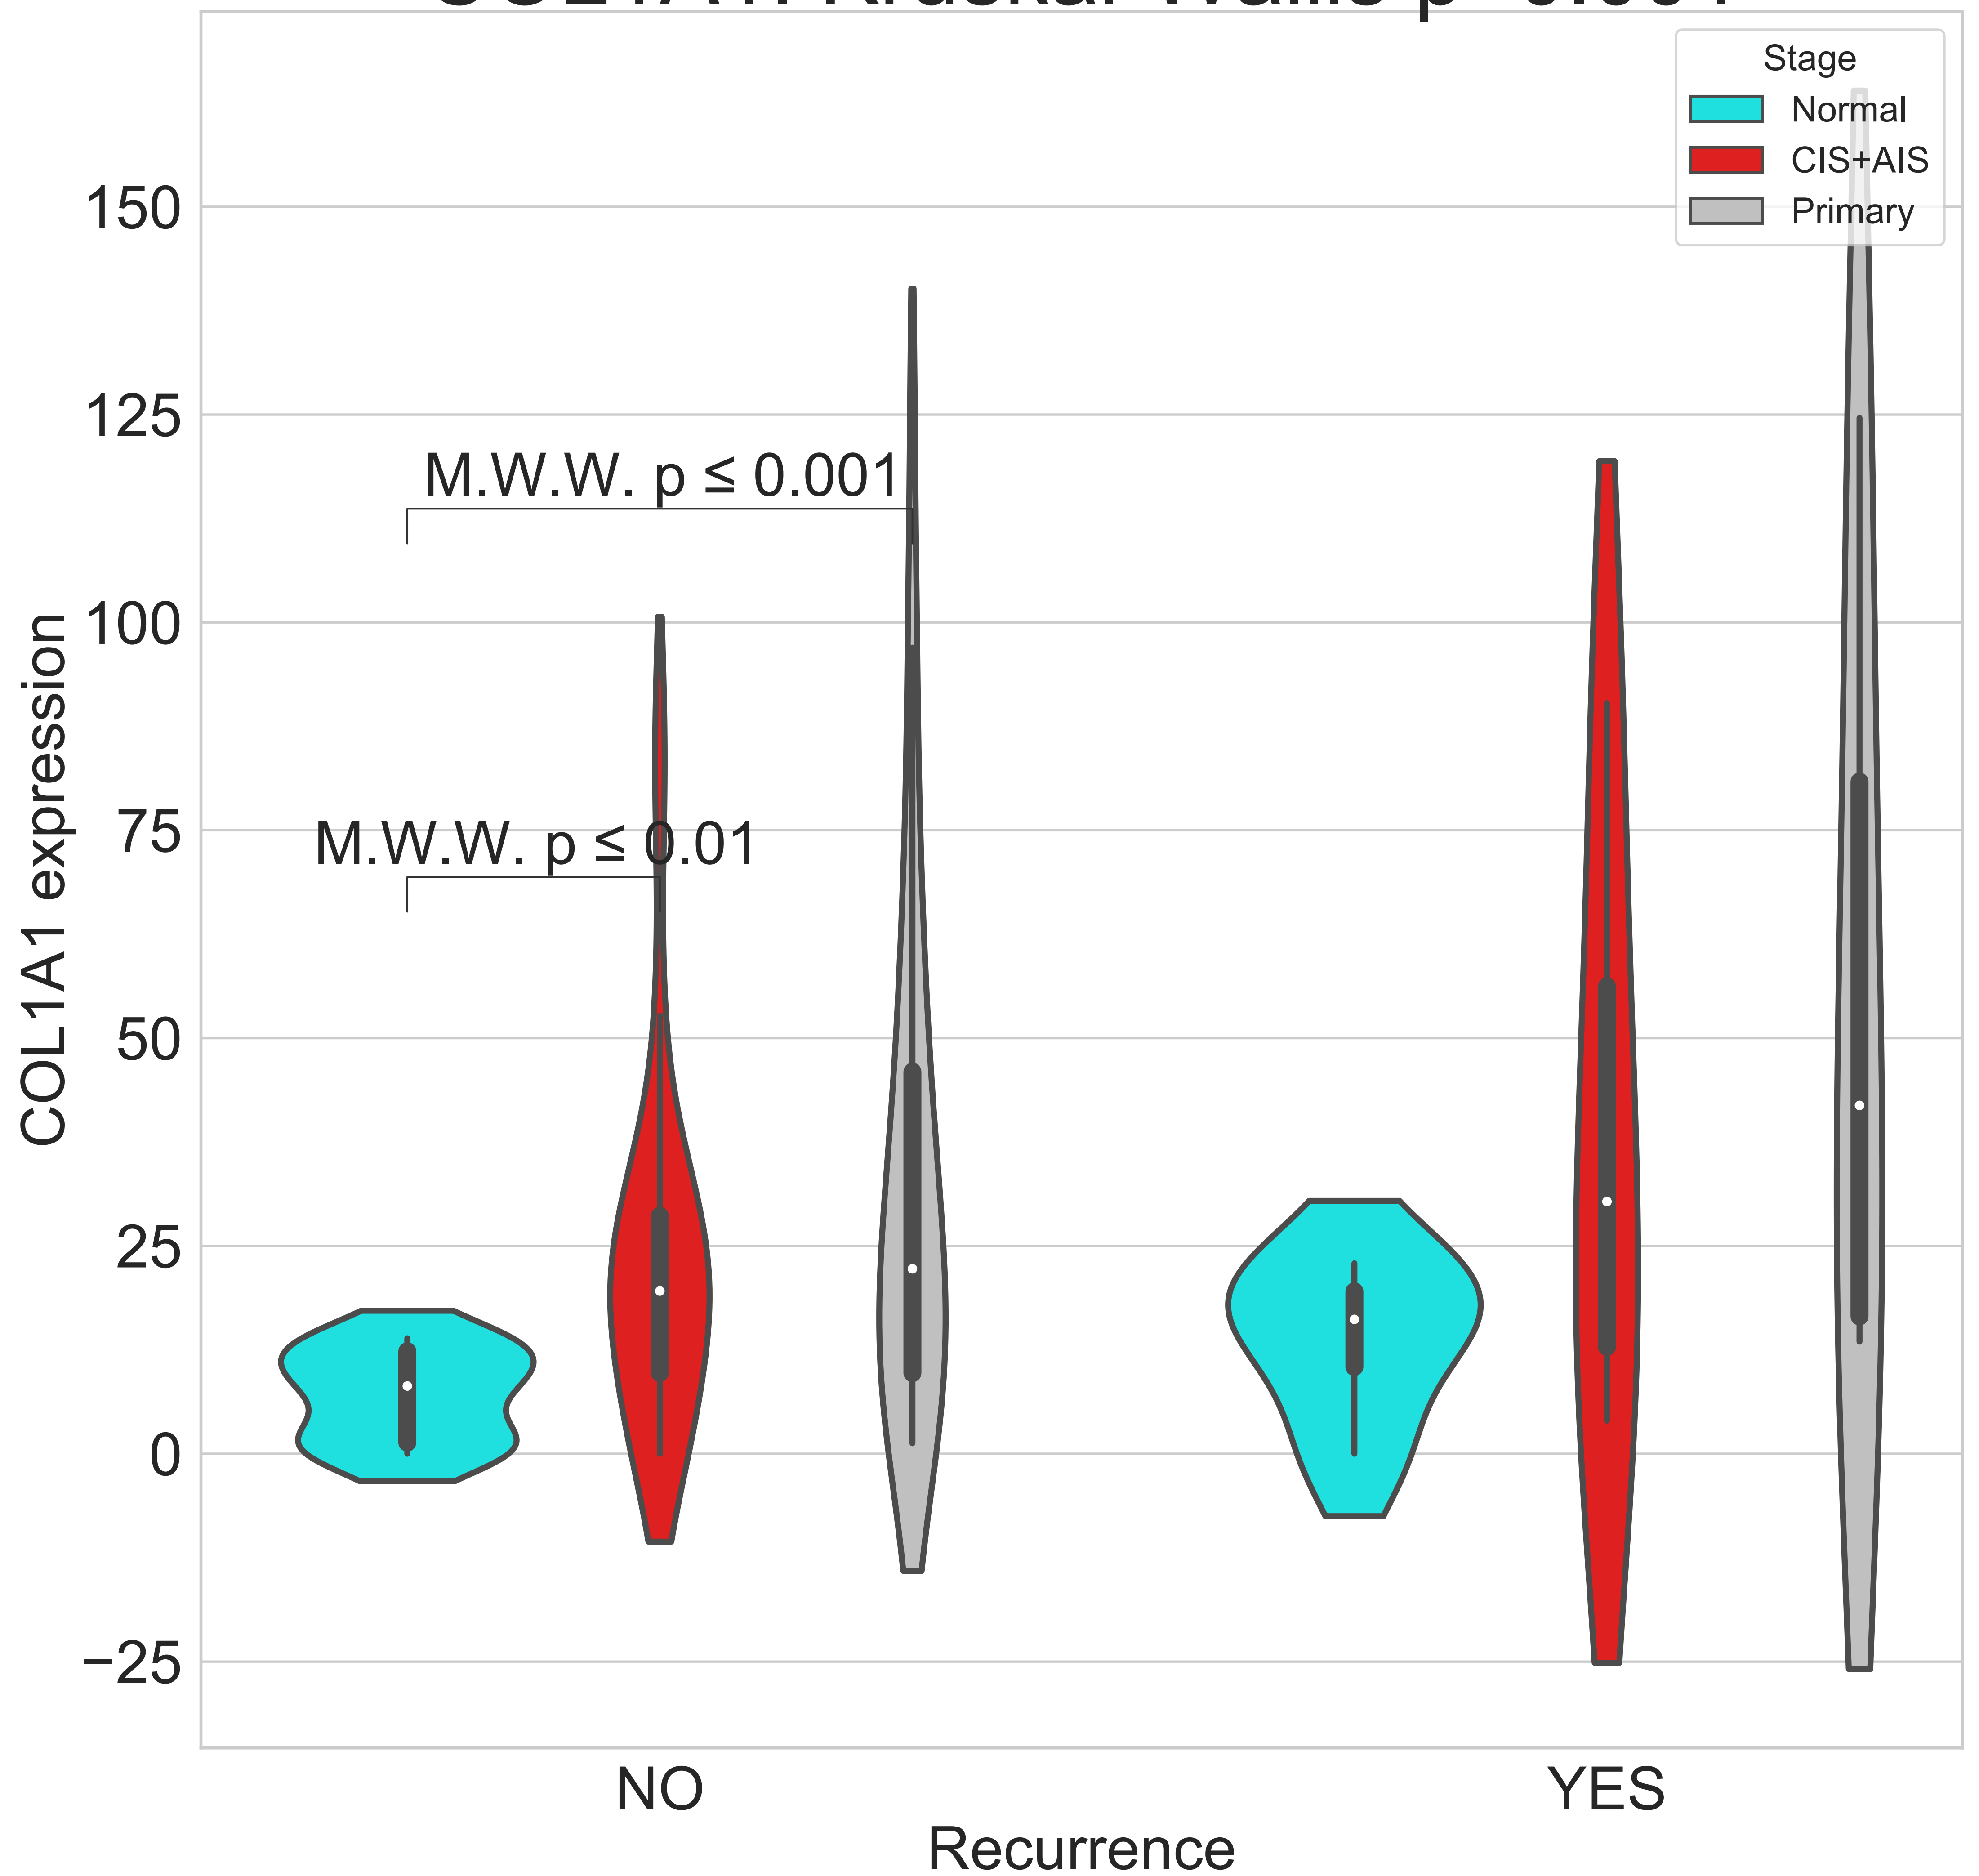 Stage
Normal
CIS+AIS
Primary
150
125
100
75
50
25
0
−25
M.W.W. p ≤ 0.001
M.W.W. p ≤ 0.01
COL1A1 expression
NO
YES
Recurrence